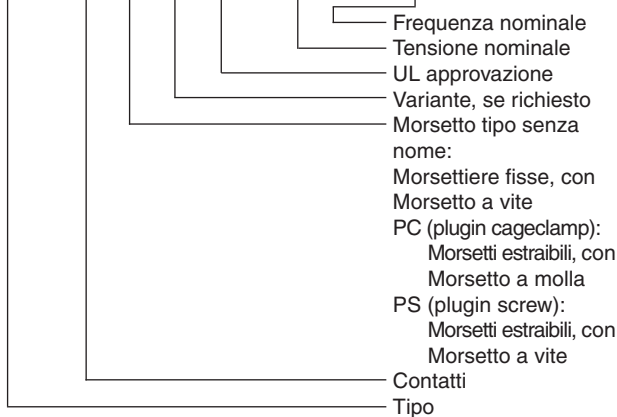 Frequenza nominale
Tensione nominale
UL approvazione
Variante, se richiesto
Morsetto tipo senza
nome:
Morsettiere fisse, con
Morsetto a vite
PC (plugin cageclamp):
Morsetti estraibili, con
Morsetto a molla
PS (plugin screw):
Morsetti estraibili, con
Morsetto a vite
Contatti
Tipo